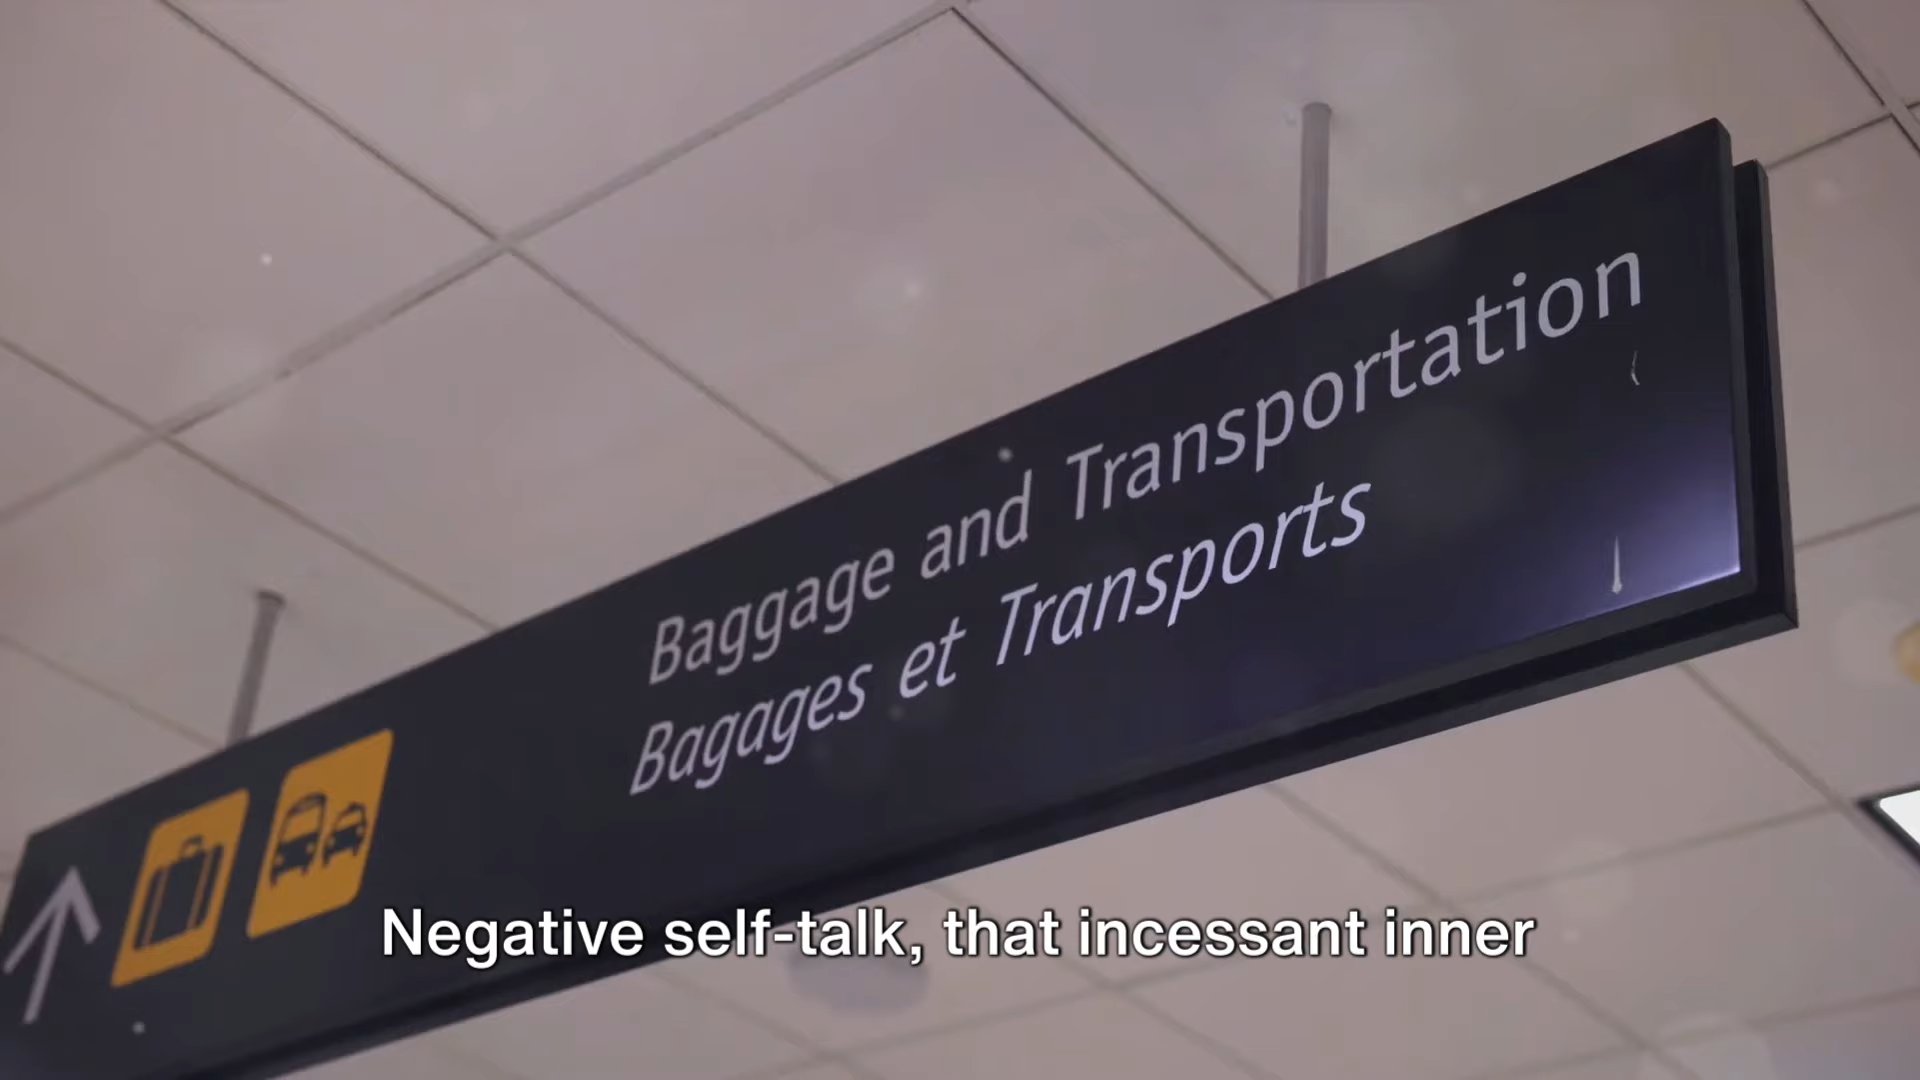 Baggage and Transportation
Bagages et Transports
Negative self-talk, that incessant inner